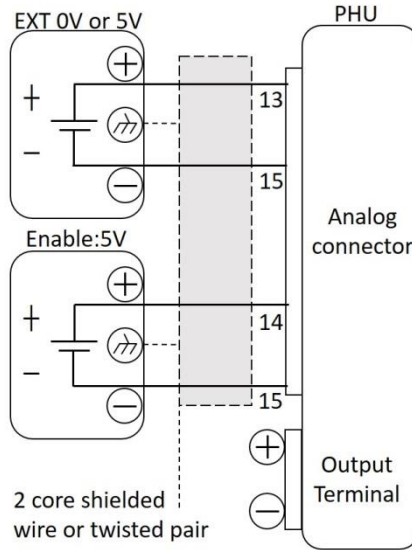 EXT 0V or 5V
PHU
+
+
13
−
15
−
Analog
connector
Enable:5V
+
+
14
−
15
−
+
Output
Terminal
−
2 core shielded
wire or twisted pair